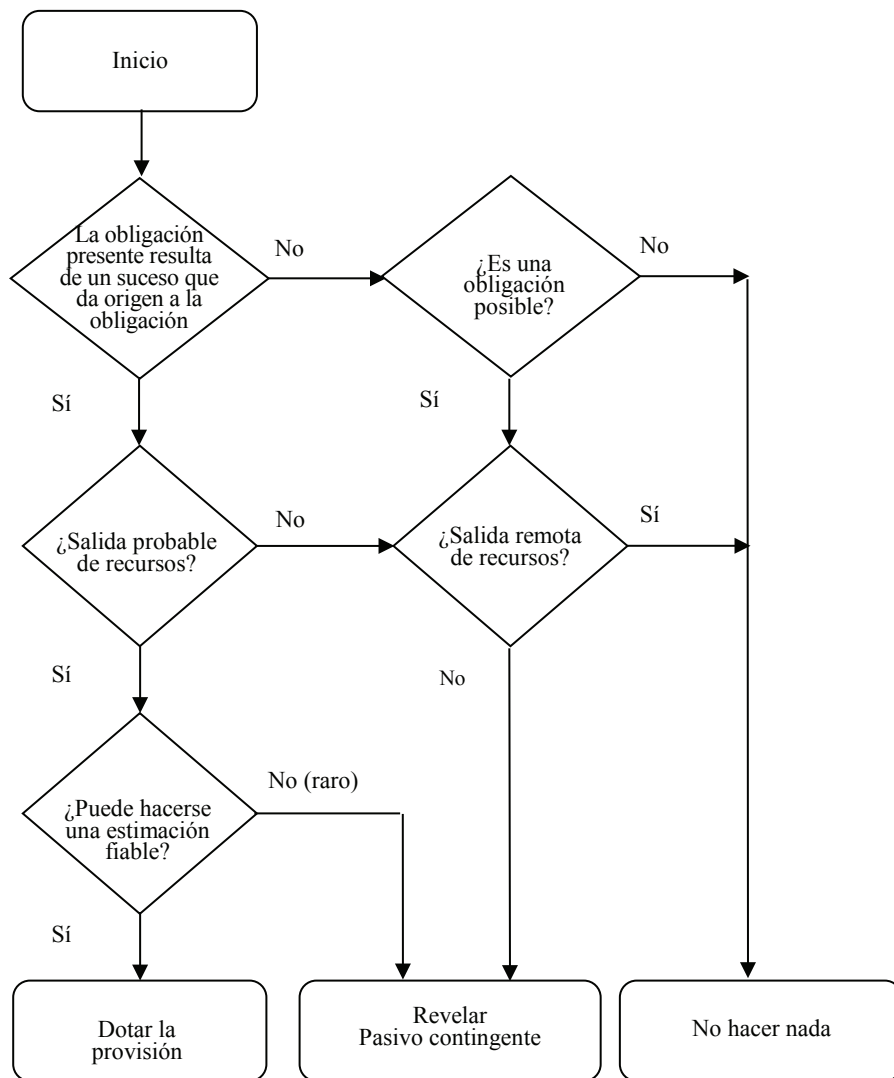 Inicio
La obligación
presente resulta
de un suceso que
da origen a la
obligación
No
¿Es una
obligación
posible?
No
Sí
Sí
¿Salida probable
de recursos?
No
¿Salida remota
de recursos?
Sí
Sí
No
¿Puede hacerse
una estimación
fiable?
No (raro)
Sí
Dotar la
provisión
Revelar
Pasivo contingente
No hacer nada